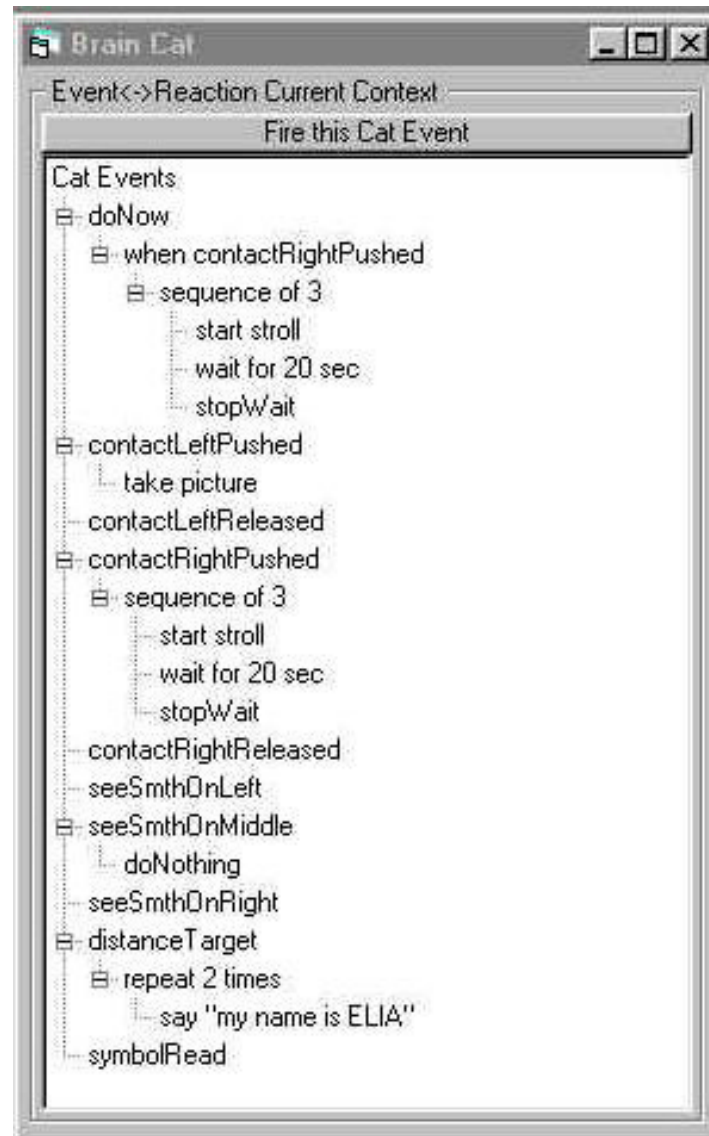 Brain Cat
Event<->Reaction Current Context
Fire this Cat Event
Cat Events
doNow
when contactRightPushed
sequence of 3
start stroll
wait for 20 sec
stopWait
contactLeftPushed
take picture
contactLeftReleased
contactRightPushed
sequence of 3
start stroll
wait for 20 sec
stopWait
contactRightReleased
seeSmthOnLeft
seeSmthOnMiddle
doNothing
seeSmthOnRight
distanceTarget
repeat 2 times
say "my name is ELIA"
symbolRead